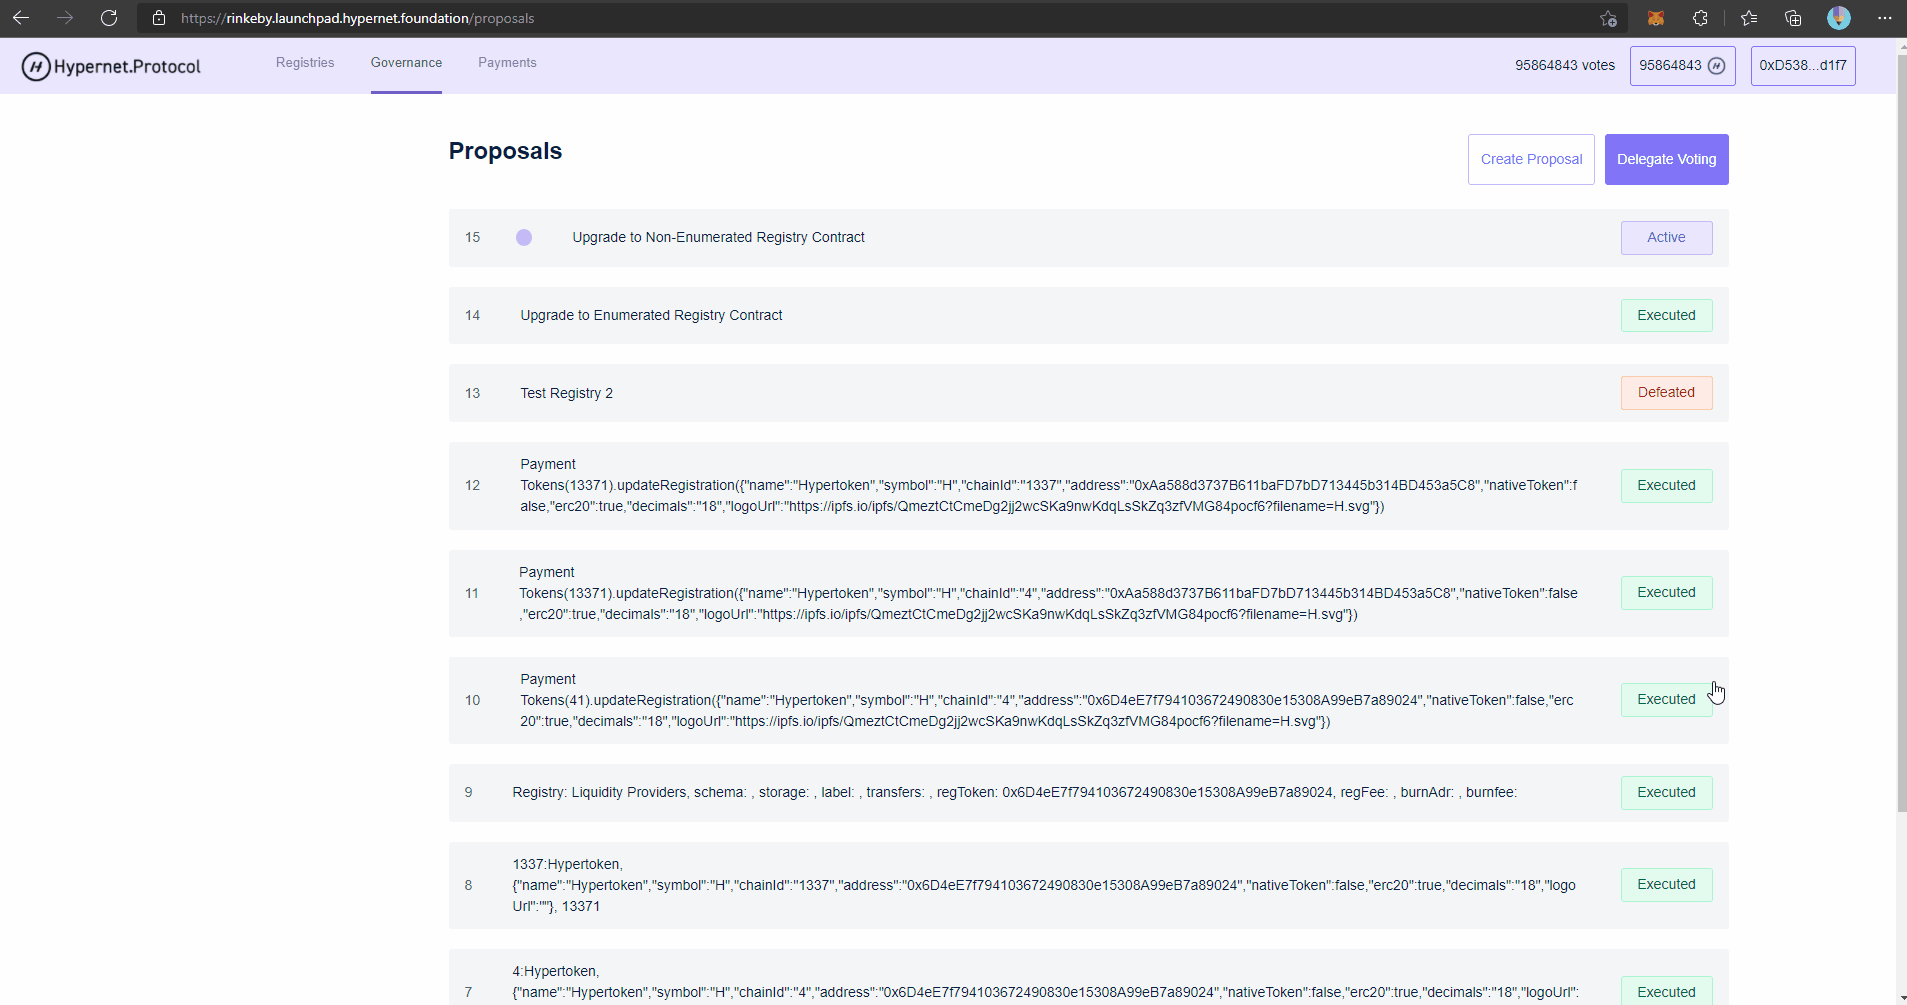 https://rinkeby.launchpad.hypernet.foundation/proposals
Hypernet.Protocol
Registries
Governance
Payments
95864843 votes
95864843
0xD538...d1f7
Proposals
Create Proposal
Delegate Voting
15
Upgrade to Non-Enumerated Registry Contract
Active
14
Upgrade to Enumerated Registry Contract
Executed
13
Test Registry 2
Defeated
12
Payment
Tokens(13371).updateRegistration({"name":"Hypertoken","symbol":"H","chainId":"1337","address":"0xAa588d3737B611baFD7bD713445b314BD453a5C8","nativeToken":f
alse,"erc20":true,"decimals":"18","logoUrl":"https://ipfs.io/ipfs/QmeztCtCmeDg2jj2wcSKa9nwKdqLsSkZq3zfVMG84pocf6?filename=H.svg"})
Executed
11
Payment
Tokens(13371).updateRegistration({"name":"Hypertoken","symbol":"H","chainId":"4","address":"0xAa588d3737B611baFD7bD713445b314BD453a5C8","nativeToken":false
,"erc20":true,"decimals":"18","logoUrl":"https://ipfs.io/ipfs/QmeztCtCmeDg2jj2wcSKa9nwKdqLsSkZq3zfVMG84pocf6?filename=H.svg"})
Executed
10
Payment
Tokens(41).updateRegistration({"name":"Hypertoken","symbol":"H","chainId":"4","address":"0x6D4eE7f794103672490830e15308A99eB7a89024","nativeToken":false,"erc
20":true,"decimals":"18","logoUrl":"https://ipfs.io/ipfs/QmeztCtCmeDg2jj2wcSKa9nwKdqLsSkZq3zfVMG84pocf6?filename=H.svg"})
Executed
9
Registry: Liquidity Providers, schema: , storage: , label: , transfers: , regToken: 0x6D4eE7f794103672490830e15308A99eB7a89024, regFee: , burnAdr: , burnfee:
Executed
8
1337:Hypertoken,
{"name":"Hypertoken","symbol":"H","chainId":"1337","address":"0x6D4eE7f794103672490830e15308A99eB7a89024","nativeToken":false,"erc20":true,"decimals":"18","logo
Url":""}, 13371
Executed
7
4:Hypertoken,
{"name":"Hypertoken","symbol":"H","chainId":"4","address":"0x6D4eE7f794103672490830e15308A99eB7a89024","nativeToken":false,"erc20":true,"decimals":"18","logoUrl":
Executed